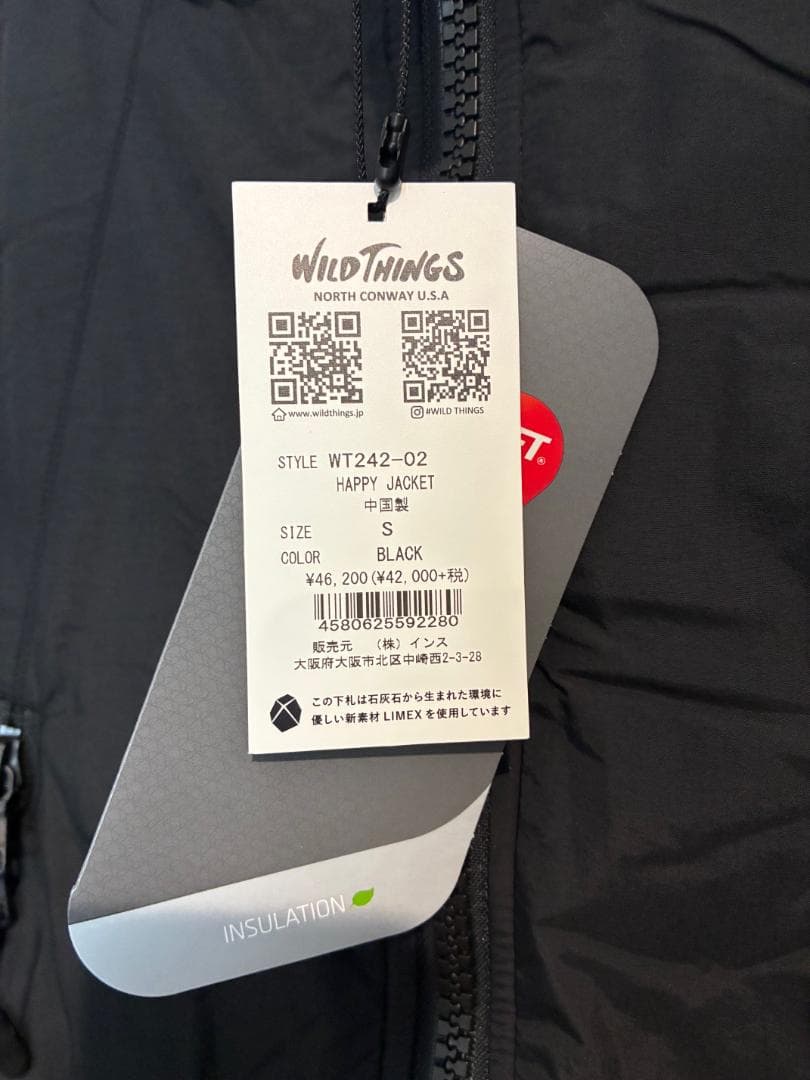 WILD THINGS
NORTH CONWAY U.S.A
www.wildthings.jp
#WILD THINGS
STYLE WT242-02
HAPPY JACKET
中国製
SIZE S
COLOR BLACK
¥46,200(¥42,000+税)
4580625592280
販売元 (株) インス
大阪府大阪市北区中崎西2-3-28
この下札は石灰石から生まれた環境に
優しい新素材 LIMEX を使用しています
INSULATION